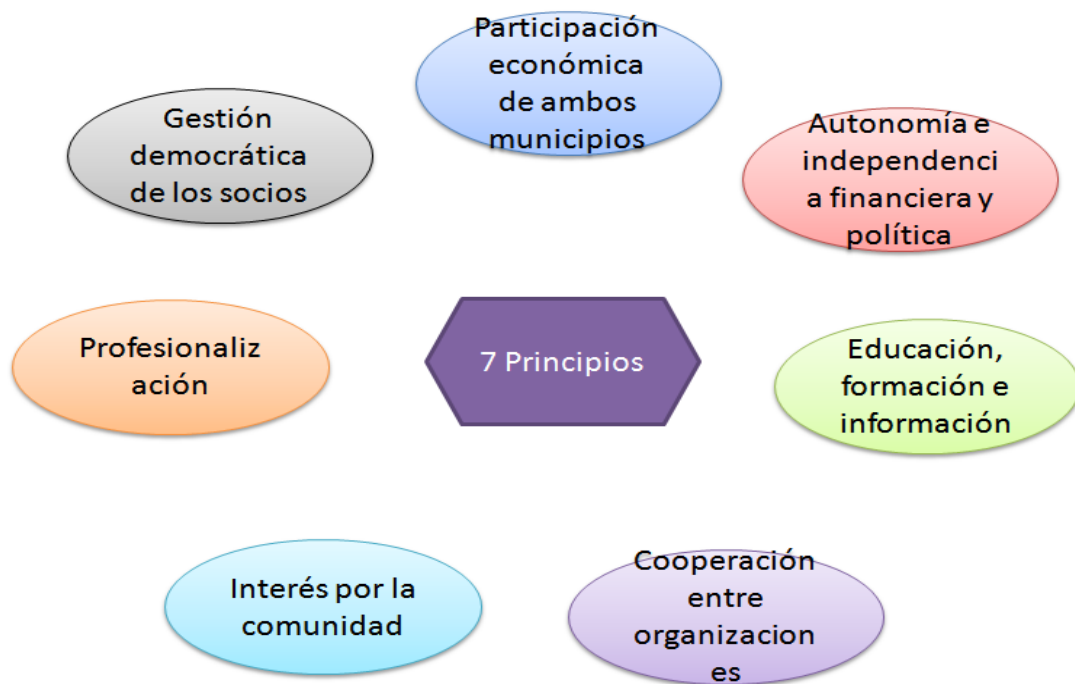 Participación
económica
de ambos
municipios
Gestión
democrática
de los socios
Autonomía e
independenci
a financiera y
política
Profesionaliz
ación
7 Principios
Educación,
formación e
información
Interés por la
comunidad
Cooperación
entre
organizacion
es